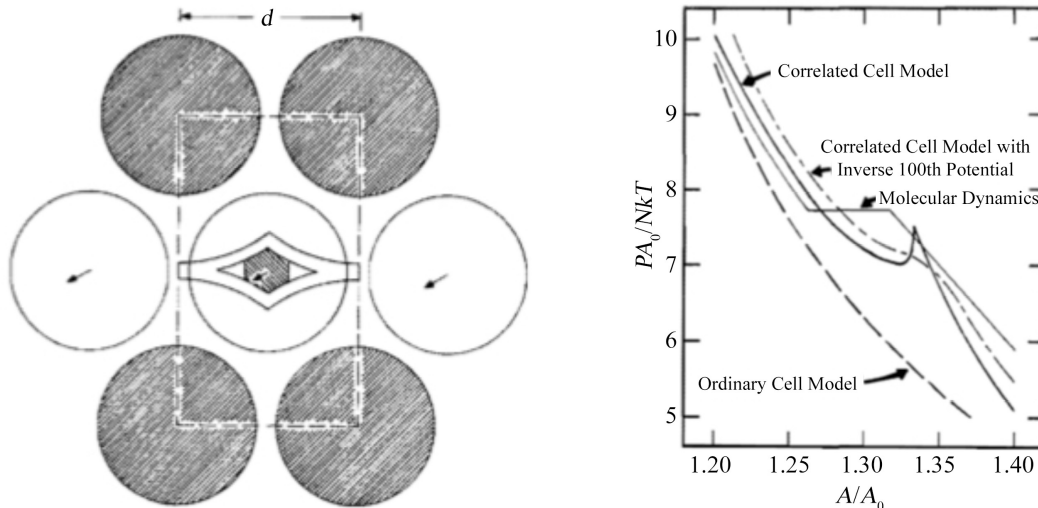 d
10
9
8
7
6
5
PA₀/NkT
Correlated Cell Model
Correlated Cell Model with
Inverse 100th Potential
Molecular Dynamics
Ordinary Cell Model
1.20 1.25 1.30 1.35 1.40
A/A₀